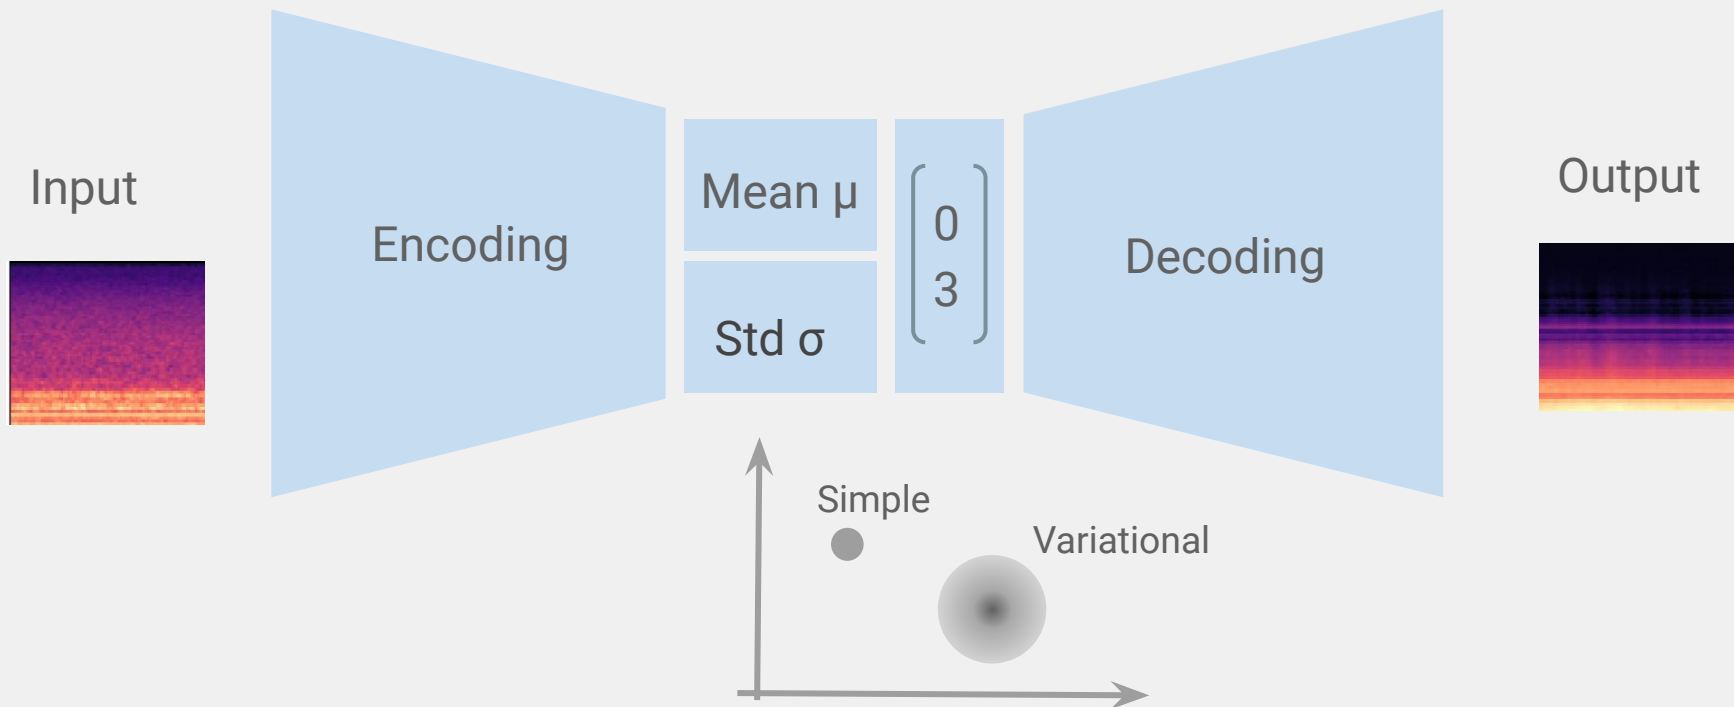 Input
Encoding
Mean μ
Std σ
0
3
Decoding
Output
Simple
Variational